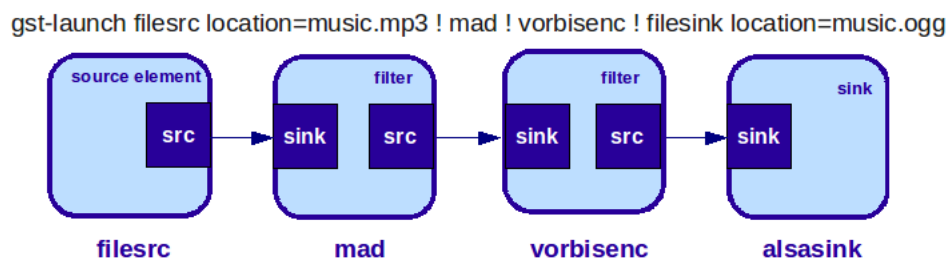 gst-launch filesrc location=music.mp3 ! mad ! vorbisenc ! filesink location=music.ogg
source element filter filter sink
src sink src sink src sink
filesrc mad vorbisenc alsasink